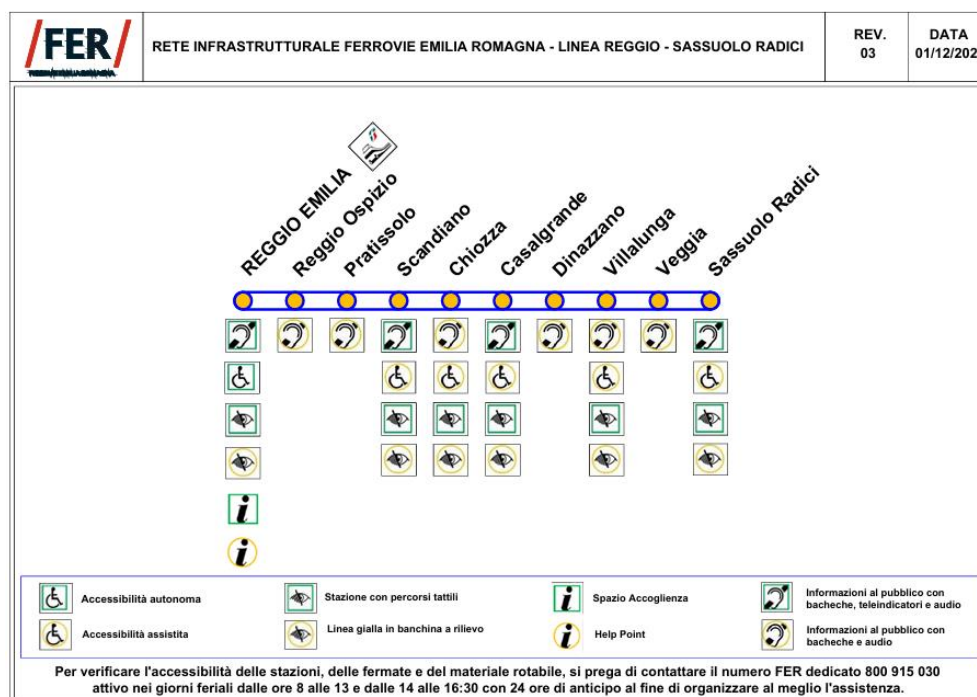 /FER/
RETE INFRASTRUTTURALE FERROVIE EMILIA ROMAGNA - LINEA REGGIO - SASSUOLO RADICI
REV.
03
DATA
01/12/202
REGGIO EMILIA
Reggio Ospizio
Pratissolo
Scandiano
Chiozza
Casalgrande
Dinazzano
Villalunga
Veggia
Sassuolo Radici
i
i
Accessibilità autonoma
Stazione con percorsi tattili
i
Spazio Accoglienza
Informazioni al pubblico con
bacheche, teleindicatori e audio
Accessibilità assistita
Linea gialla in banchina a rilievo
i
Help Point
Informazioni al pubblico con
bacheche e audio
Per verificare l'accessibilità delle stazioni, delle fermate e del materiale rotabile, si prega di contattare il numero FER dedicato 800 915 030
attivo nei giorni feriali dalle ore 8 alle 13 e dalle 14 alle 16:30 con 24 ore di anticipo al fine di organizzare al meglio l'assistenza.